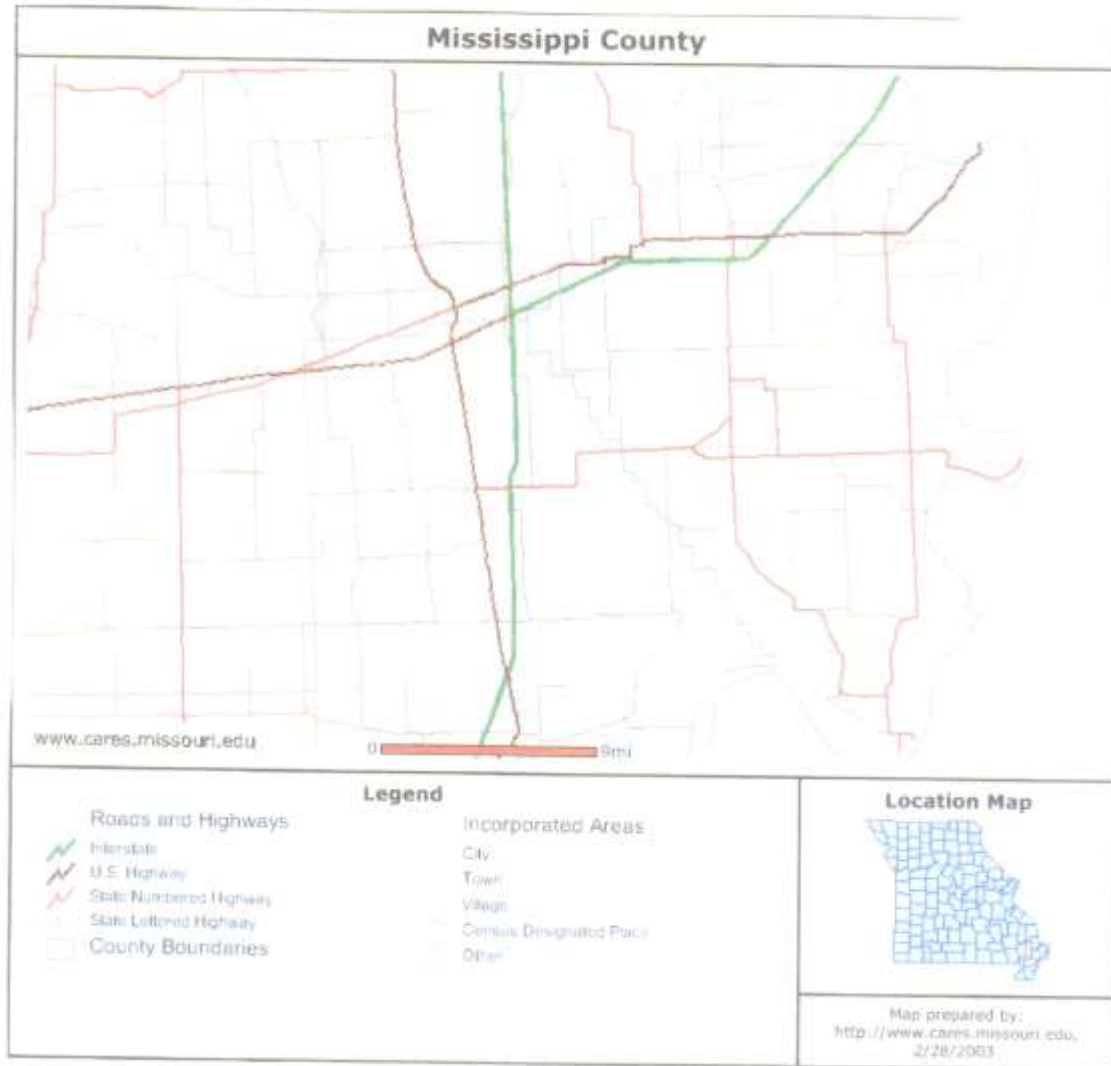 Mississippi County
www.cares.missouri.edu
0 9mi
Legend
Roads and Highways
Interstate
U.S. Highway
State Numbered Highway
State Lettered Highway
County Boundaries
Incorporated Areas
City
Town
Village
Census Designated Place
Other
Location Map
Map prepared by:
http://www.cares.missouri.edu,
2/28/2003